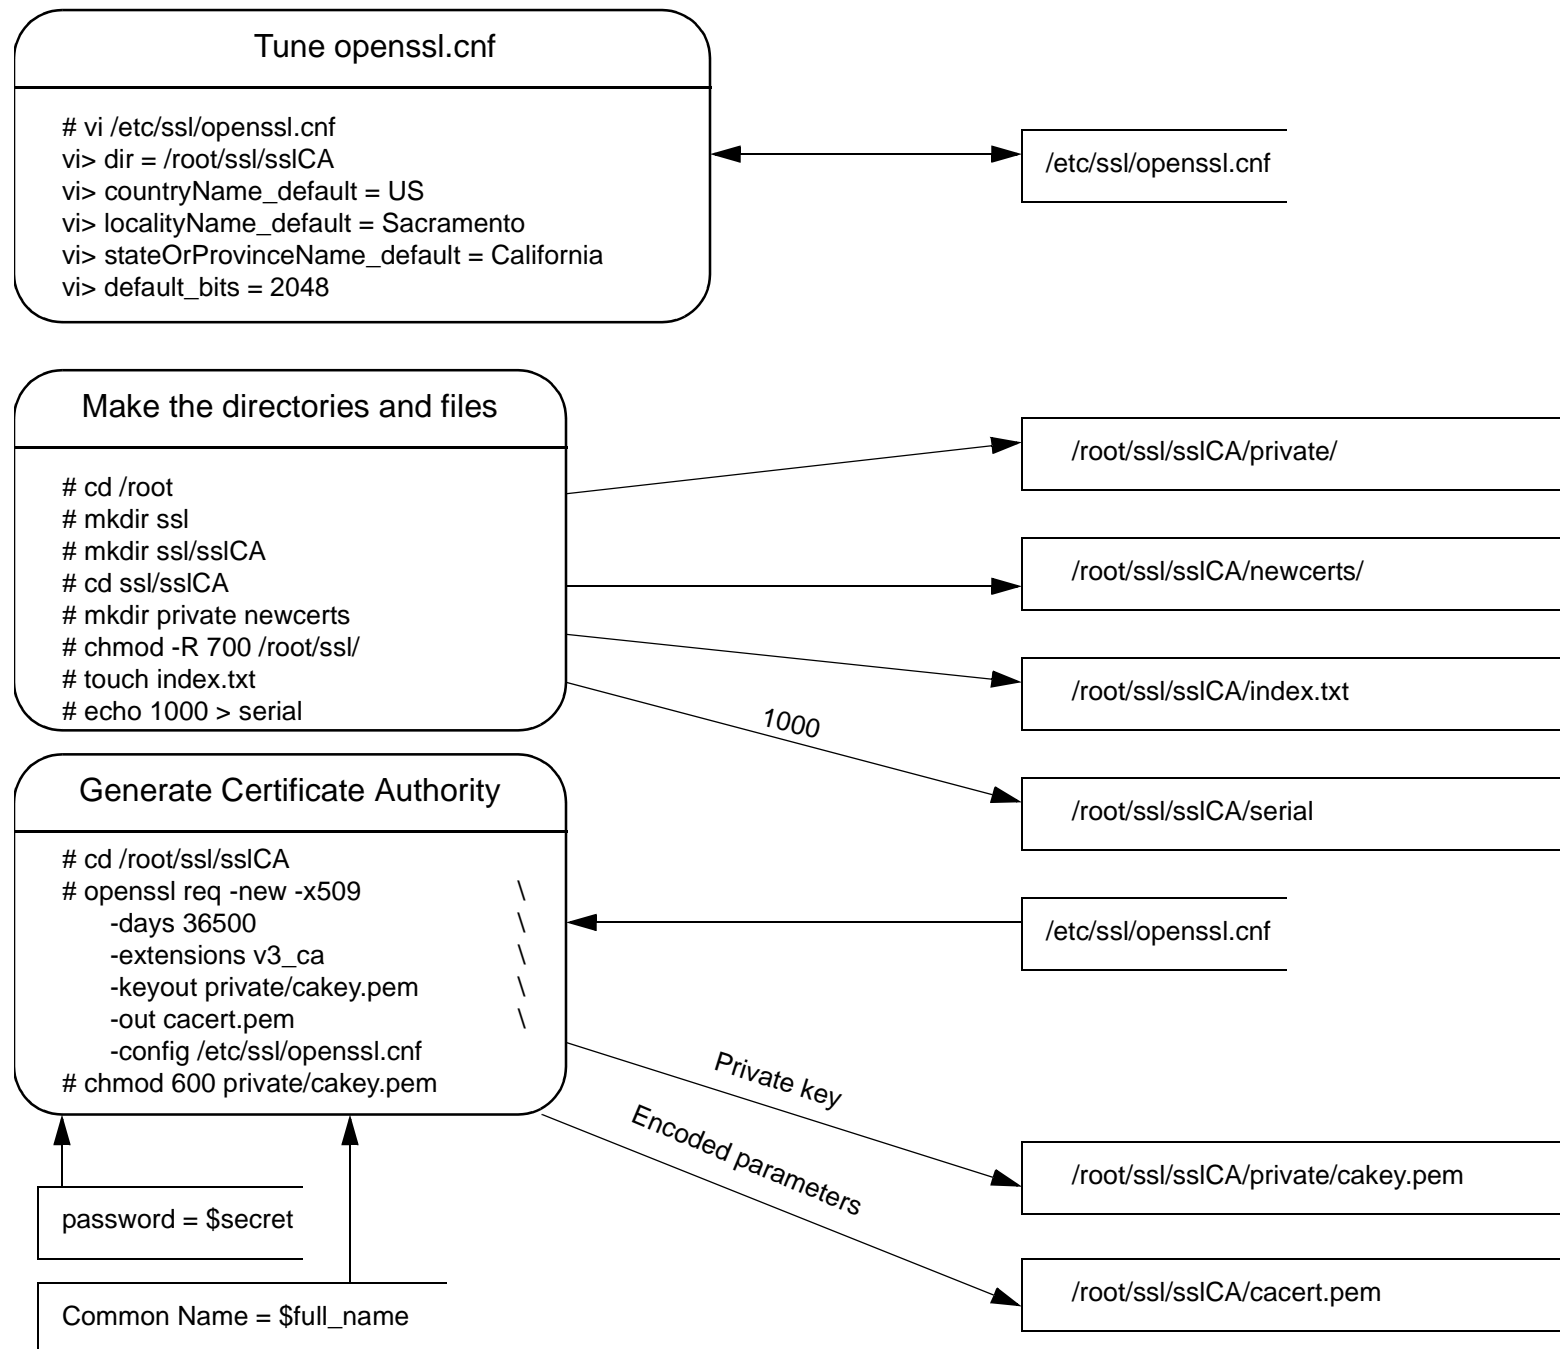 Tune openssl.cnf
# vi /etc/ssl/openssl.cnf
vi> dir = /root/ssl/sslCA
vi> countryName_default = US
vi> localityName_default = Sacramento
vi> stateOrProvinceName_default = California
vi> default_bits = 2048
/etc/ssl/openssl.cnf
Make the directories and files
# cd /root
# mkdir ssl
# mkdir ssl/sslCA
# cd ssl/sslCA
# mkdir private newcerts
# chmod -R 700 /root/ssl/
# touch index.txt
# echo 1000 > serial
/root/ssl/sslCA/private/
/root/ssl/sslCA/newcerts/
/root/ssl/sslCA/index.txt
1000
/root/ssl/sslCA/serial
Generate Certificate Authority
# cd /root/ssl/sslCA
# openssl req -new -x509 \
-days 36500 \
-extensions v3_ca \
-keyout private/cakey.pem \
-out cacert.pem \
-config /etc/ssl/openssl.cnf
# chmod 600 private/cakey.pem
/etc/ssl/openssl.cnf
Private key
Encoded parameters
/root/ssl/sslCA/private/cakey.pem
/root/ssl/sslCA/cacert.pem
password = $secret
Common Name = $full_name